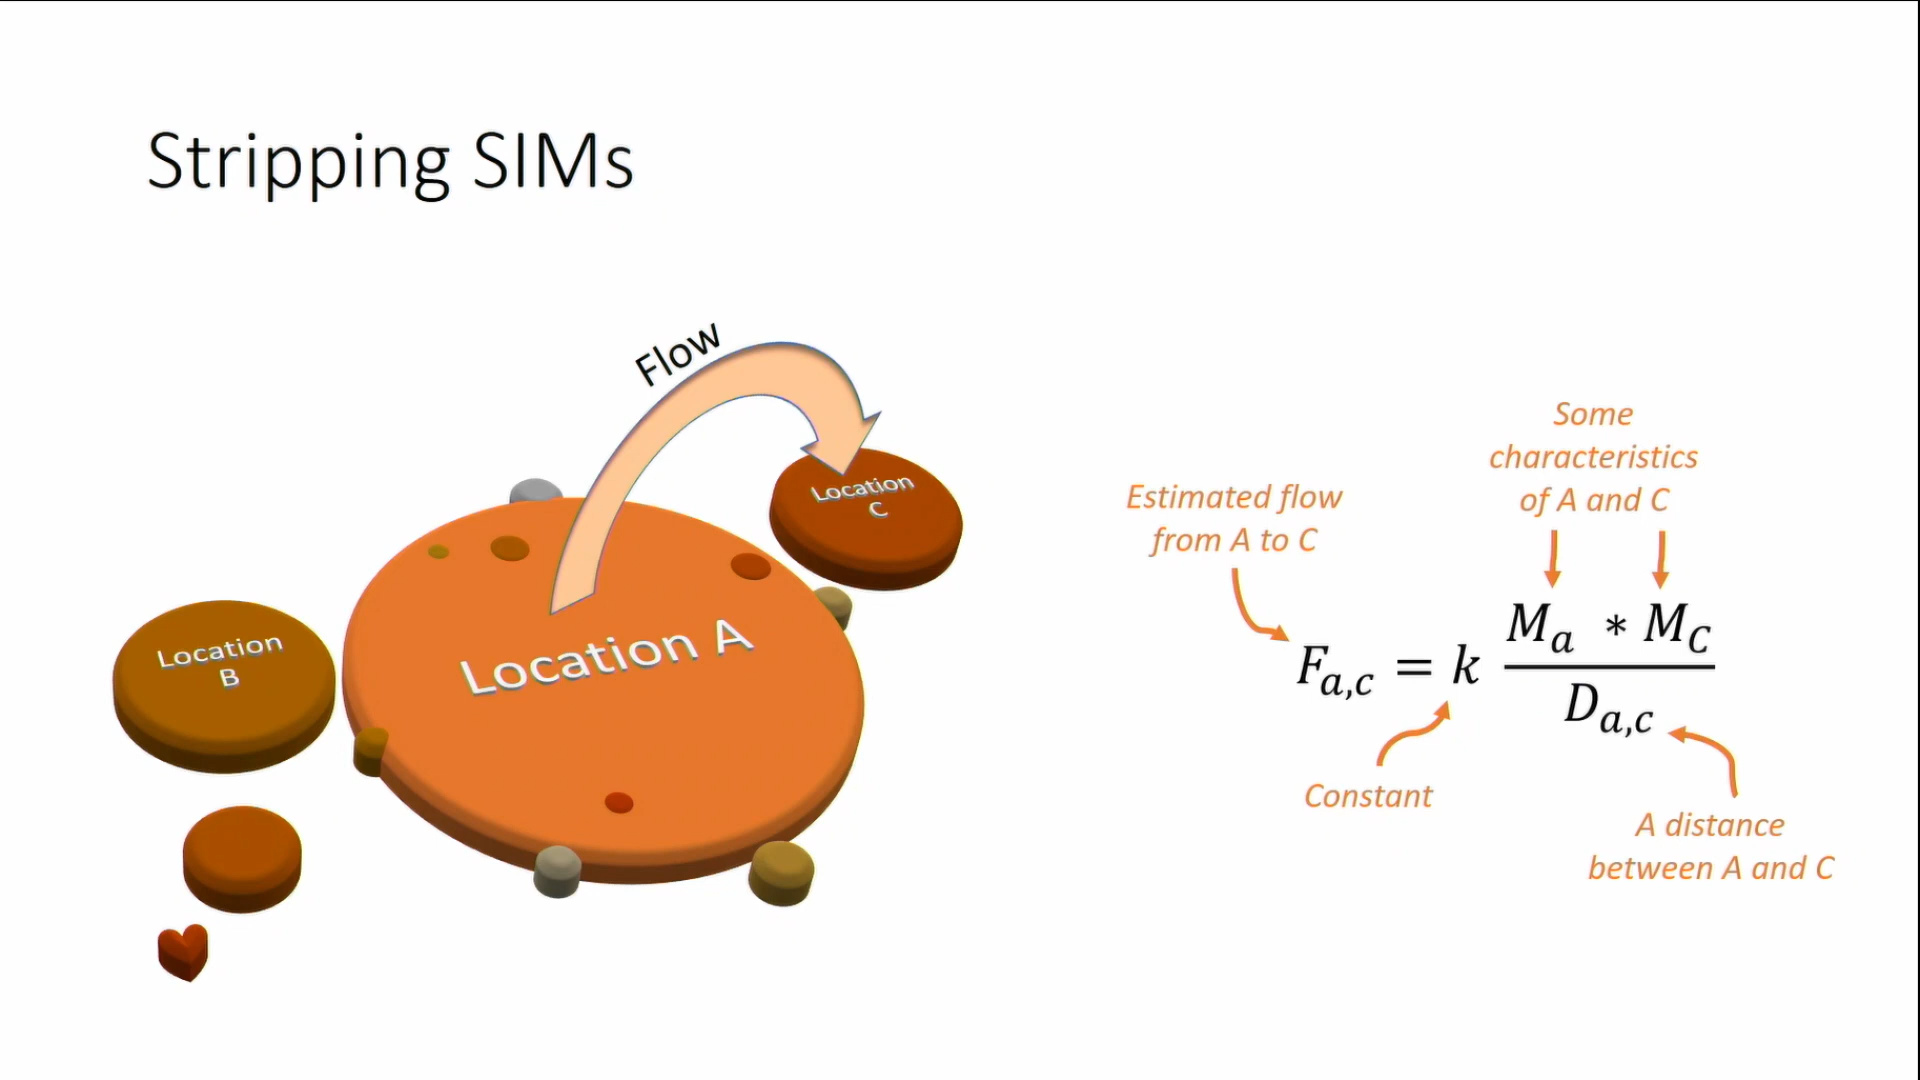 Stripping SIMs
Flow
Location
C
Location A
Location
B
Some
characteristics
of A and C
Estimated flow
from A to C
F_{a,c} = k \frac{M_a * M_C}{D_{a,c}}
Constant
A distance
between A and C